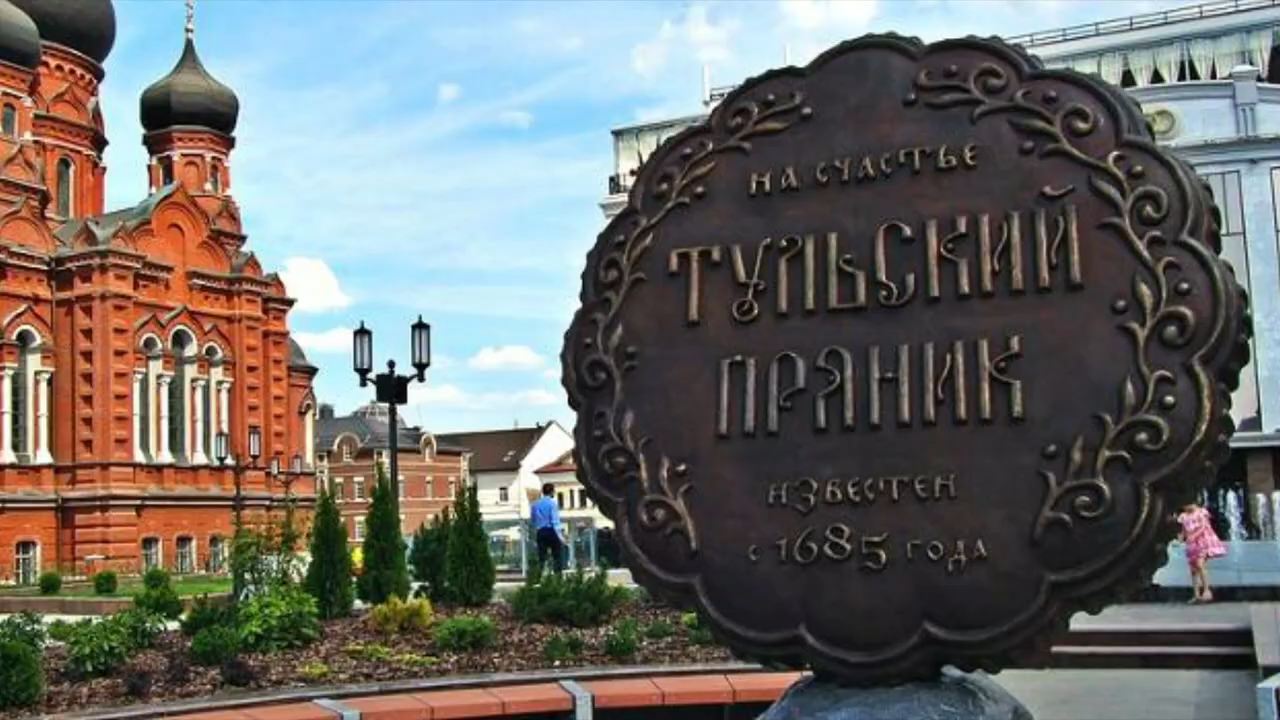 на счастье
ТУЛЬСКИЙ
ПРЯНИК
известен
с 1685 года